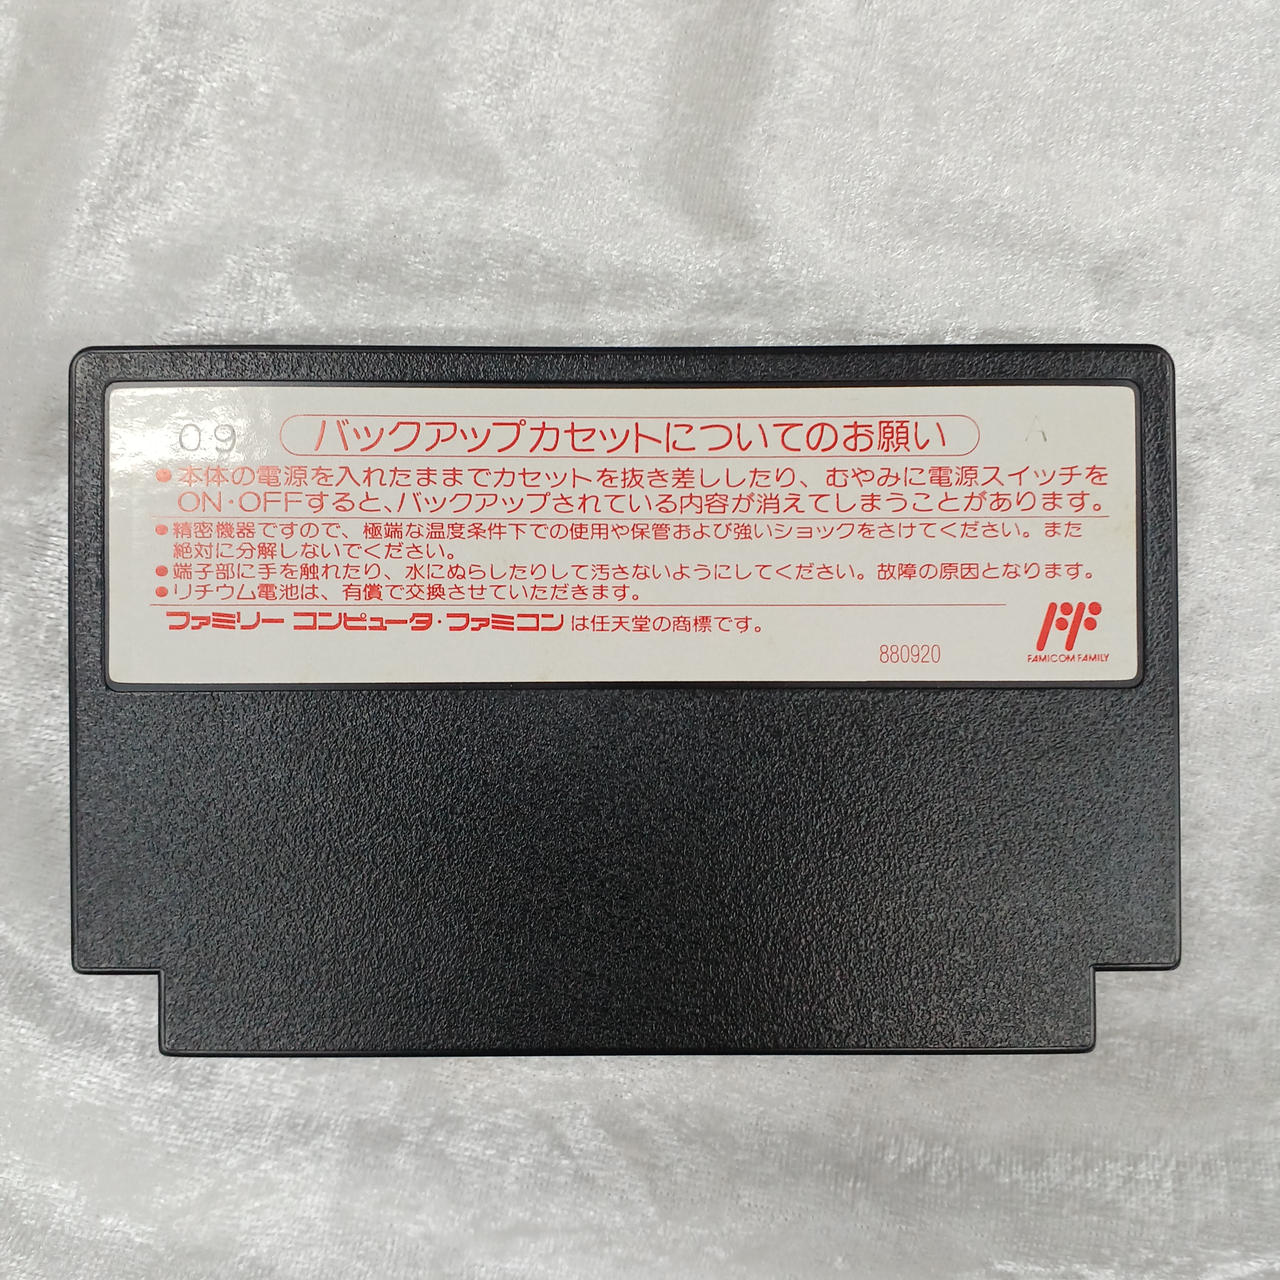 09
バックアップカセットについてのお願い
A
●本体の電源を入れたままでカセットを抜き差ししたり、むやみに電源スイッチを
ON・OFFすると、バックアップされている内容が消えてしまうことがあります。
●精密機器ですので、極端な温度条件下での使用や保管および強いショックをさけてください。また
絶対に分解しないでください。
●端子部に手を触れたり、水にぬらしたりして汚さないようにしてください。故障の原因となります。
●リチウム電池は、有償で交換させていただきます。
ファミリー コンピュータ・ファミコン は任天堂の商標です。
880920
FAMICOM FAMILY